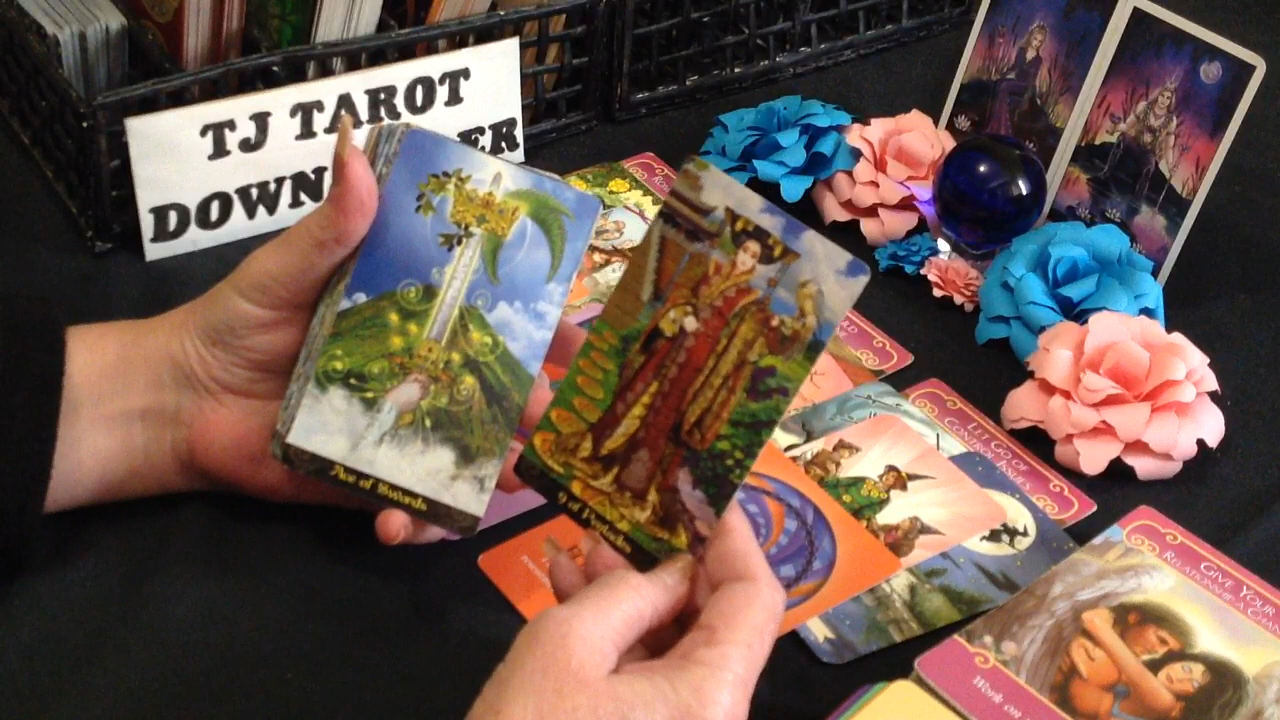 TJ TAROT
DOWN
Ace of Swords
9 of Pentacles
LET GO OF
CONTROL ISSUES
GIVE YOUR
RELATIONSHIP A CHAN
Work on